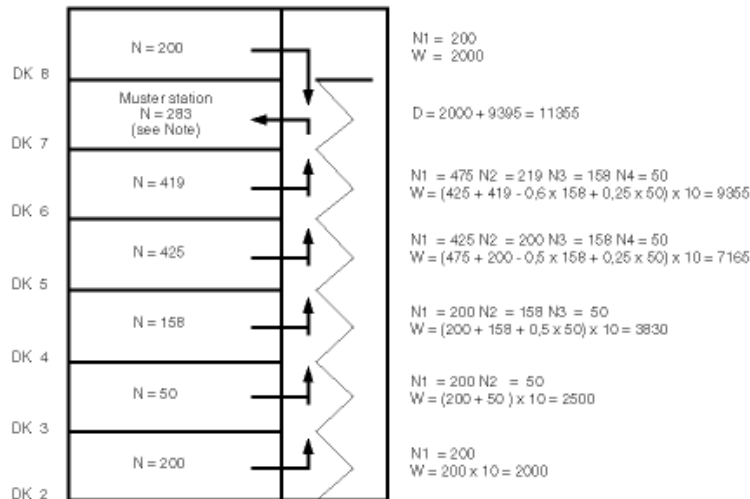 N = 200
N1 = 200
W = 2000
DK 8
Muster station
N = 283
(see Note)
D = 2000 + 9395 = 11355
DK 7
N = 419
N1 = 475 N2 = 219 N3 = 158 N4 = 50
W = (425 + 419 - 0,6 x 158 + 0,25 x 50) x 10 = 9355
DK 6
N = 425
N1 = 425 N2 = 200 N3 = 158 N4 = 50
W = (475 + 200 - 0,5 x 158 + 0,25 x 50) x 10 = 7165
DK 5
N = 158
N1 = 200 N2 = 158 N3 = 50
W = (200 + 158 + 0,5 x 50) x 10 = 3830
DK 4
N = 50
N1 = 200 N2 = 50
W = (200 + 50 ) x 10 = 2500
DK 3
N = 200
N1 = 200
W = 200 x 10 = 2000
DK 2